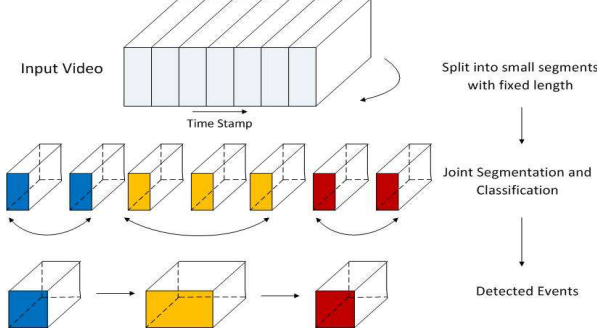 Input Video
Split into small segments
with fixed length
Time Stamp
Joint Segmentation and
Classification
Detected Events